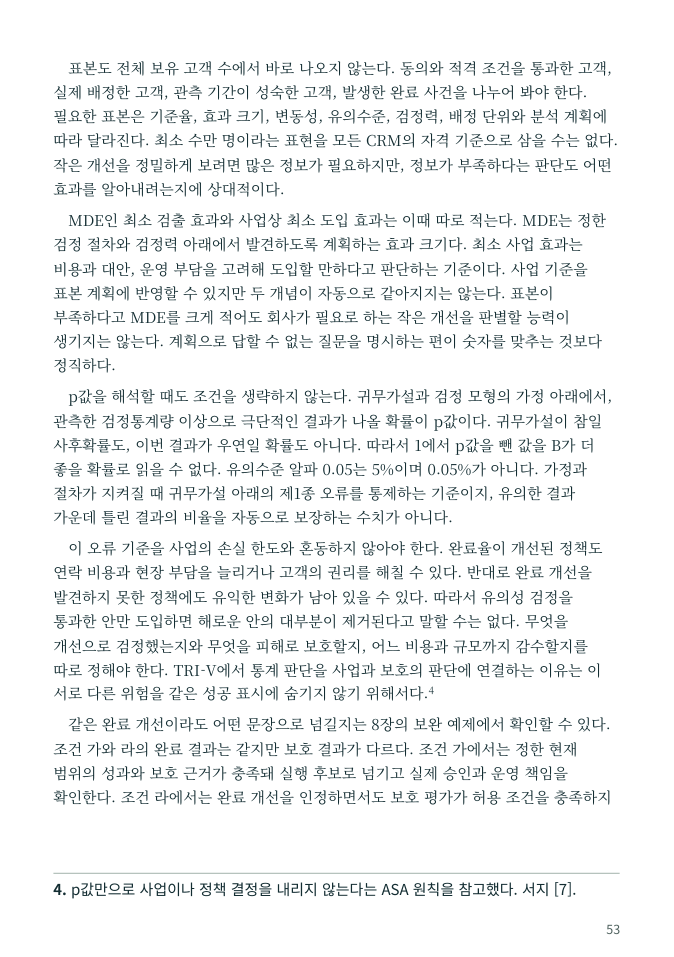 표본도 전체 보유 고객 수에서 바로 나오지 않는다. 동의와 적격 조건을 통과한 고객,
실제 배정한 고객, 관측 기간이 성숙한 고객, 발생한 완료 사건을 나누어 봐야 한다.
필요한 표본은 기준율, 효과 크기, 변동성, 유의수준, 검정력, 배정 단위와 분석 계획에
따라 달라진다. 최소 수만 명이라는 표현을 모든 CRM의 자격 기준으로 삼을 수는 없다.
작은 개선을 정밀하게 보려면 많은 정보가 필요하지만, 정보가 부족하다는 판단도 어떤
효과를 알아내려는지에 상대적이다.
MDE인 최소 검출 효과와 사업상 최소 도입 효과는 이때 따로 적는다. MDE는 정한
검정 절차와 검정력 아래에서 발견하도록 계획하는 효과 크기다. 최소 사업 효과는
비용과 대안, 운영 부담을 고려해 도입할 만하다고 판단하는 기준이다. 사업 기준을
표본 계획에 반영할 수 있지만 두 개념이 자동으로 같아지지는 않는다. 표본이
부족하다고 MDE를 크게 적어도 회사가 필요로 하는 작은 개선을 판별할 능력이
생기지는 않는다. 계획으로 답할 수 없는 질문을 명시하는 편이 숫자를 맞추는 것보다
정직하다.
p값을 해석할 때도 조건을 생략하지 않는다. 귀무가설과 검정 모형의 가정 아래에서,
관측한 검정통계량 이상으로 극단적인 결과가 나올 확률이 p값이다. 귀무가설이 참일
사후확률도, 이번 결과가 우연일 확률도 아니다. 따라서 1에서 p값을 뺀 값을 B가 더
좋을 확률로 읽을 수 없다. 유의수준 알파 0.05는 5%이며 0.05%가 아니다. 가정과
절차가 지켜질 때 귀무가설 아래의 제1종 오류를 통제하는 기준이지, 유의한 결과
가운데 틀린 결과의 비율을 자동으로 보장하는 수치가 아니다.
이 오류 기준을 사업의 손실 한도와 혼동하지 않아야 한다. 완료율이 개선된 정책도
연락 비용과 현장 부담을 늘리거나 고객의 권리를 해칠 수 있다. 반대로 완료 개선을
발견하지 못한 정책에도 유익한 변화가 남아 있을 수 있다. 따라서 유의성 검정을
통과한 안만 도입하면 해로운 안의 대부분이 제거된다고 말할 수는 없다. 무엇을
개선으로 검정했는지와 무엇을 피해로 보호할지, 어느 비용과 규모까지 감수할지를
따로 정해야 한다. TRI-V에서 통계 판단을 사업과 보호의 판단에 연결하는 이유는 이
서로 다른 위험을 같은 성공 표시에 숨기지 않기 위해서다.4
같은 완료 개선이라도 어떤 문장으로 넘길지는 8장의 보완 예제에서 확인할 수 있다.
조건 가와 라의 완료 결과는 같지만 보호 결과가 다르다. 조건 가에서는 정한 현재
범위의 성과와 보호 근거가 충족돼 실행 후보로 넘기고 실제 승인과 운영 책임을
확인한다. 조건 라에서는 완료 개선을 인정하면서도 보호 평가가 허용 조건을 충족하지
4. p값만으로 사업이나 정책 결정을 내리지 않는다는 ASA 원칙을 참고했다. 서지 [7].
53